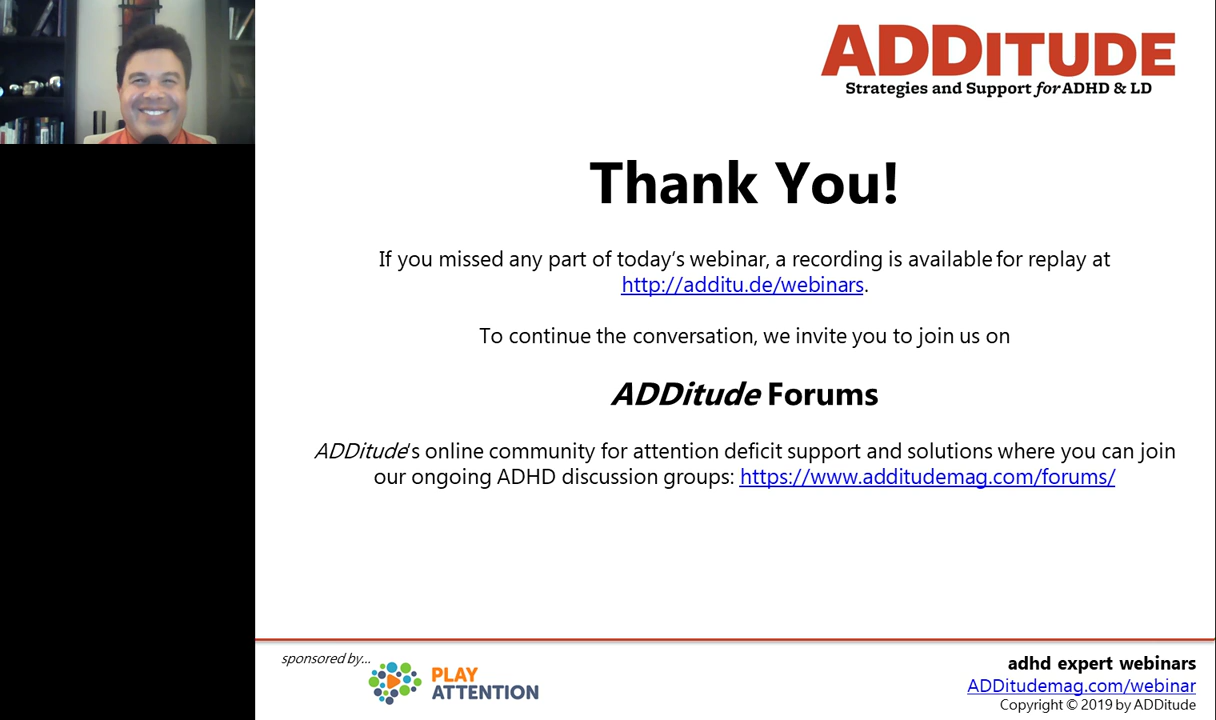 ADDITUDE
Strategies and Support for ADHD & LD
Thank You!
If you missed any part of today's webinar, a recording is available for replay at
http://additu.de/webinars.
To continue the conversation, we invite you to join us on
ADDitude Forums
ADDitude's online community for attention deficit support and solutions where you can join
our ongoing ADHD discussion groups: https://www.additudemag.com/forums/
sponsored by...
PLAY
ATTENTION
adhd expert webinars
ADDitudemag.com/webinar
Copyright © 2019 by ADDitude